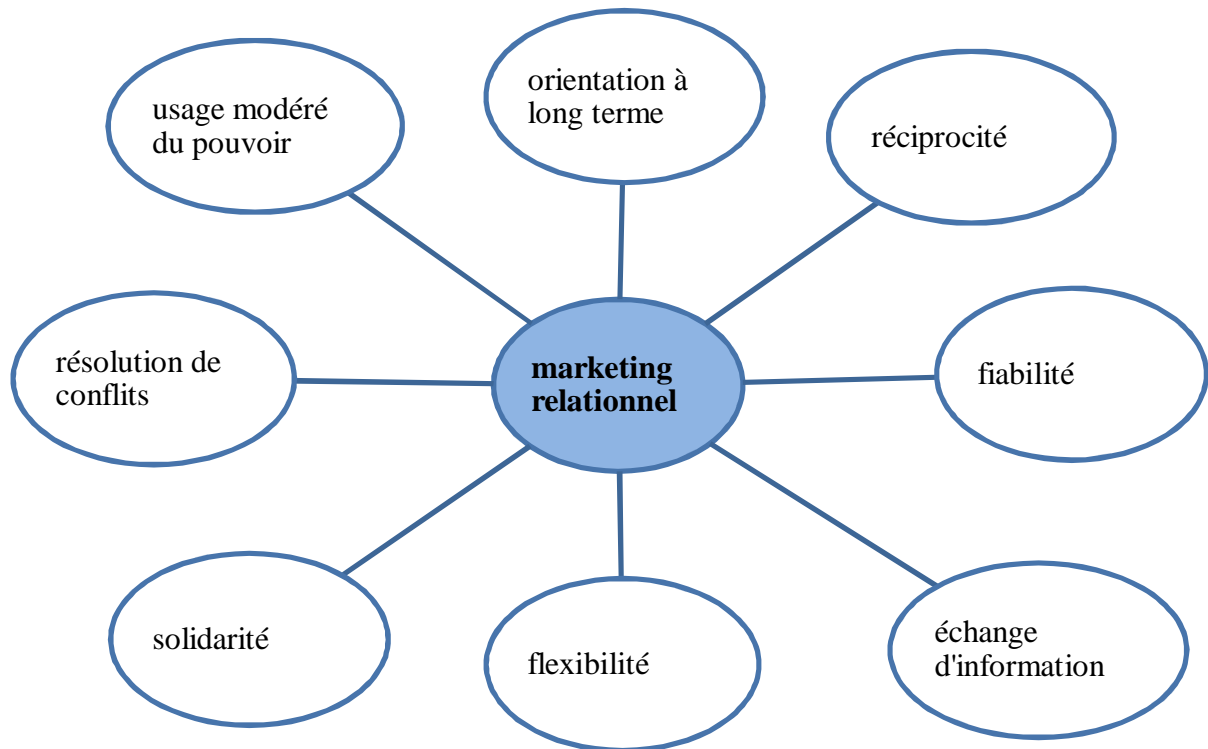 orientation à
long terme
usage modéré
du pouvoir
réciprocité
résolution de
conflits
marketing
relationnel
fiabilité
solidarité
flexibilité
échange
d'information